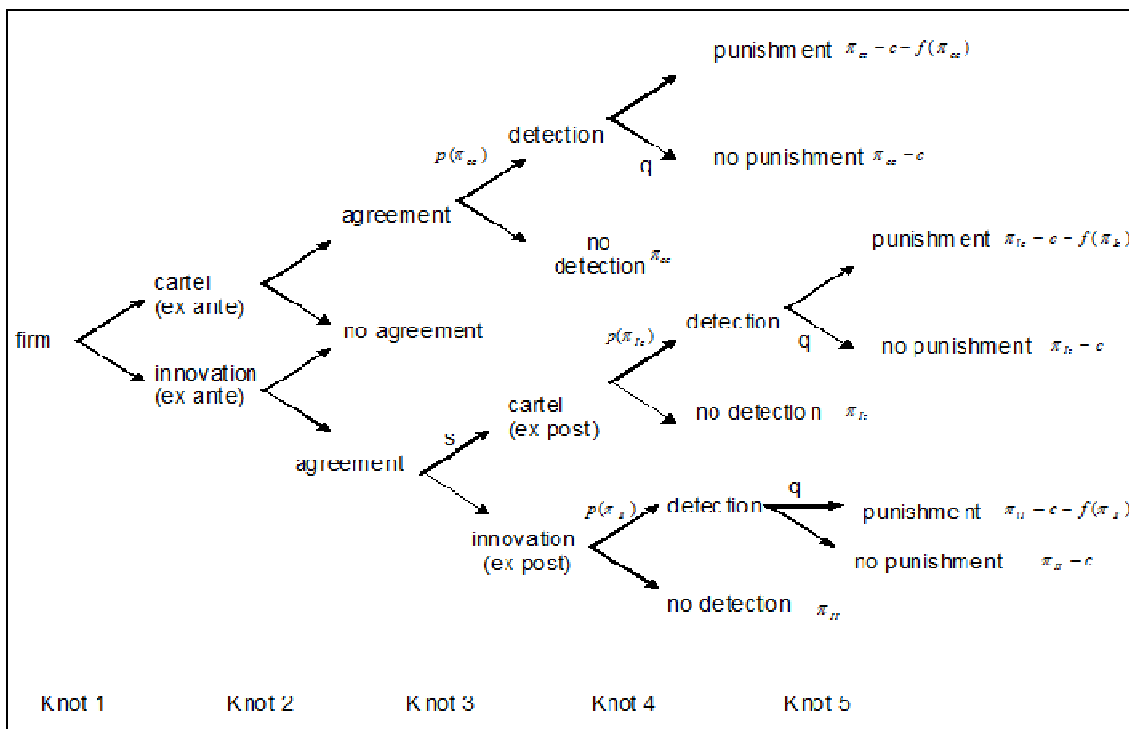 punishment π_cc − c − f(π_cc)
detection
p(π_cc)
q
no punishment π_cc − c
agreement
no
detection π_cc
punishment π_Ic − c − f(π_Ic)
cartel
(ex ante)
firm
no agreement
p(π_Ic)
detection
q
no punishment π_Ic − c
innovation
(ex ante)
cartel
(ex post)
no detection π_Ic
s
agreement
q
p(π_II)
detection
punishment π_II − c − f(π_II)
innovation
(ex post)
no punishment π_II − c
no detection π_II
Knot 1 Knot 2 Knot 3 Knot 4 Knot 5